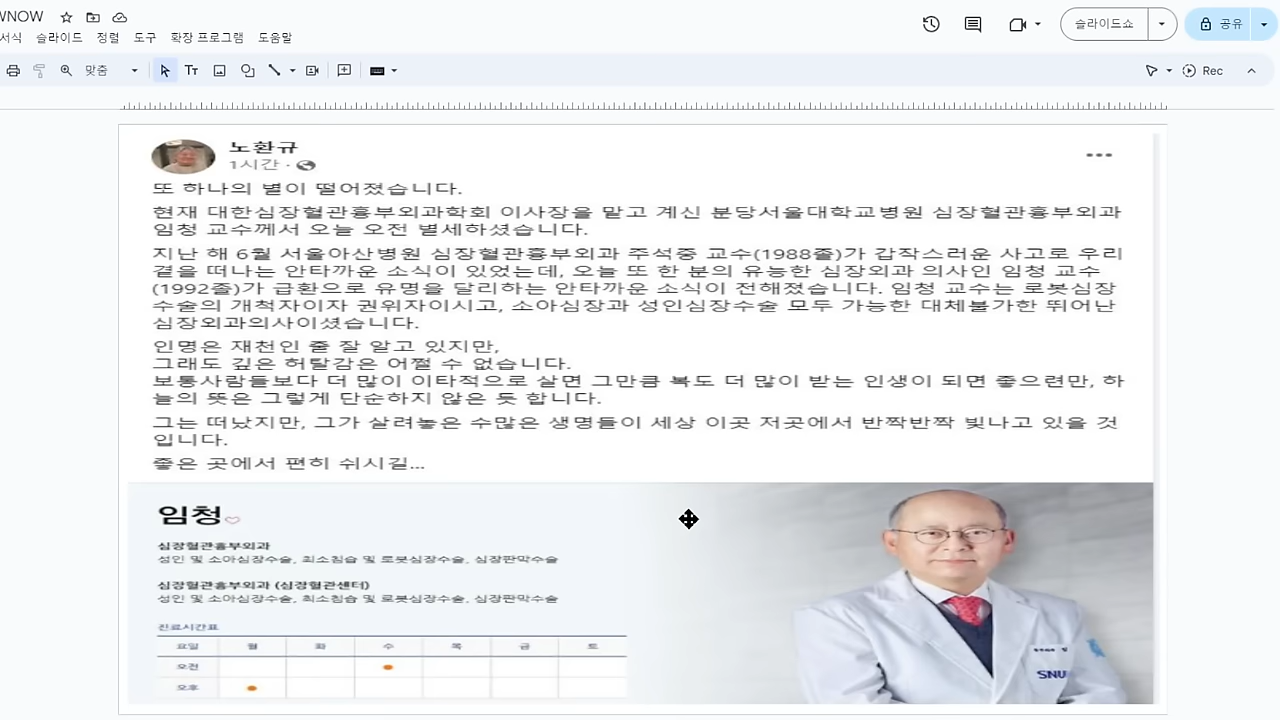 WNOW
서식 슬라이드 정렬 도구 확장 프로그램 도움말
슬라이드쇼
공유
맞춤
Tт
Rec
노환규
1시간 ·
또 하나의 별이 떨어졌습니다.
현재 대한심장혈관흉부외과학회 이사장을 맡고 계신 분당서울대학교병원 심장혈관흉부외과
임청 교수께서 오늘 오전 별세하셨습니다.
지난 해 6월 서울아산병원 심장혈관흉부외과 주석중 교수(1988졸)가 갑작스러운 사고로 우리
곁을 떠나는 안타까운 소식이 있었는데, 오늘 또 한 분의 유능한 심장외과 의사인 임청 교수
(1992졸)가 급환으로 유명을 달리하는 안타까운 소식이 전해졌습니다. 임청 교수는 로봇심장
수술의 개척자이자 권위자이시고, 소아심장과 성인심장수술 모두 가능한 대체불가한 뛰어난
심장외과의사이셨습니다.
인명은 재천인 줄 잘 알고 있지만,
그래도 깊은 허탈감은 어쩔 수 없습니다.
보통사람들보다 더 많이 이타적으로 살면 그만큼 복도 더 많이 받는 인생이 되면 좋으련만, 하
늘의 뜻은 그렇게 단순하지 않은 듯 합니다.
그는 떠났지만, 그가 살려놓은 수많은 생명들이 세상 이곳 저곳에서 반짝반짝 빛나고 있을 것
입니다.
좋은 곳에서 편히 쉬시길...
임청
심장혈관흉부외과
성인 및 소아심장수술, 최소침습 및 로봇심장수술, 심장판막수술
심장혈관흉부외과 (심장혈관센터)
성인 및 소아심장수술, 최소침습 및 로봇심장수술, 심장판막수술
진료시간표
요일 월 화 수 목 금 토
오전
오후
SNU